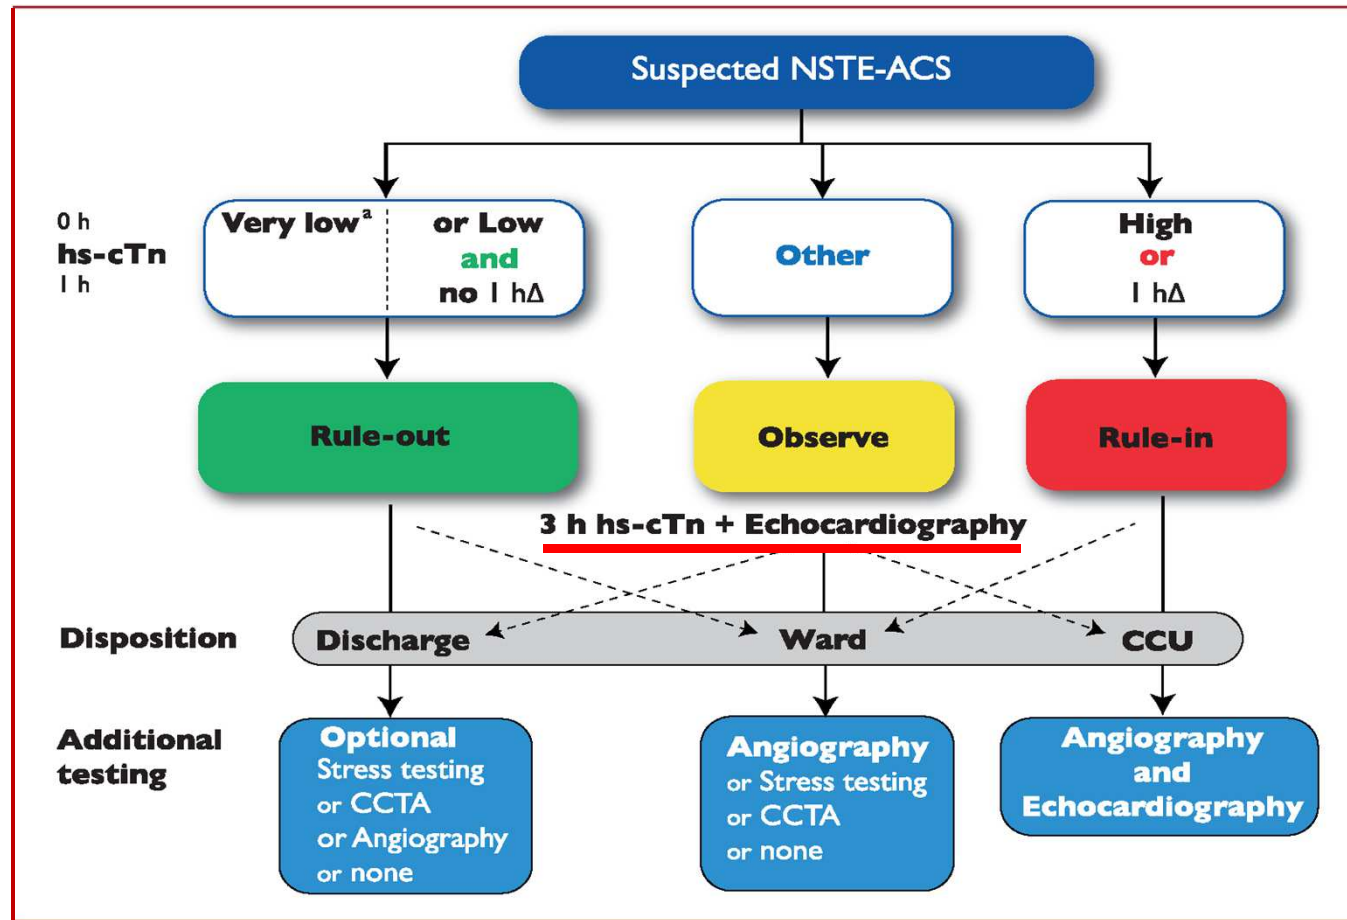 Suspected NSTE-ACS
0 h
hs-cTn
1 h
Very low a
or Low
and
no 1 hΔ
Other
High
or
1 hΔ
Rule-out
Observe
Rule-in
3 h hs-cTn + Echocardiography
Disposition
Discharge
Ward
CCU
Additional
testing
Optional
Stress testing
or CCTA
or Angiography
or none
Angiography
or Stress testing
or CCTA
or none
Angiography
and
Echocardiography